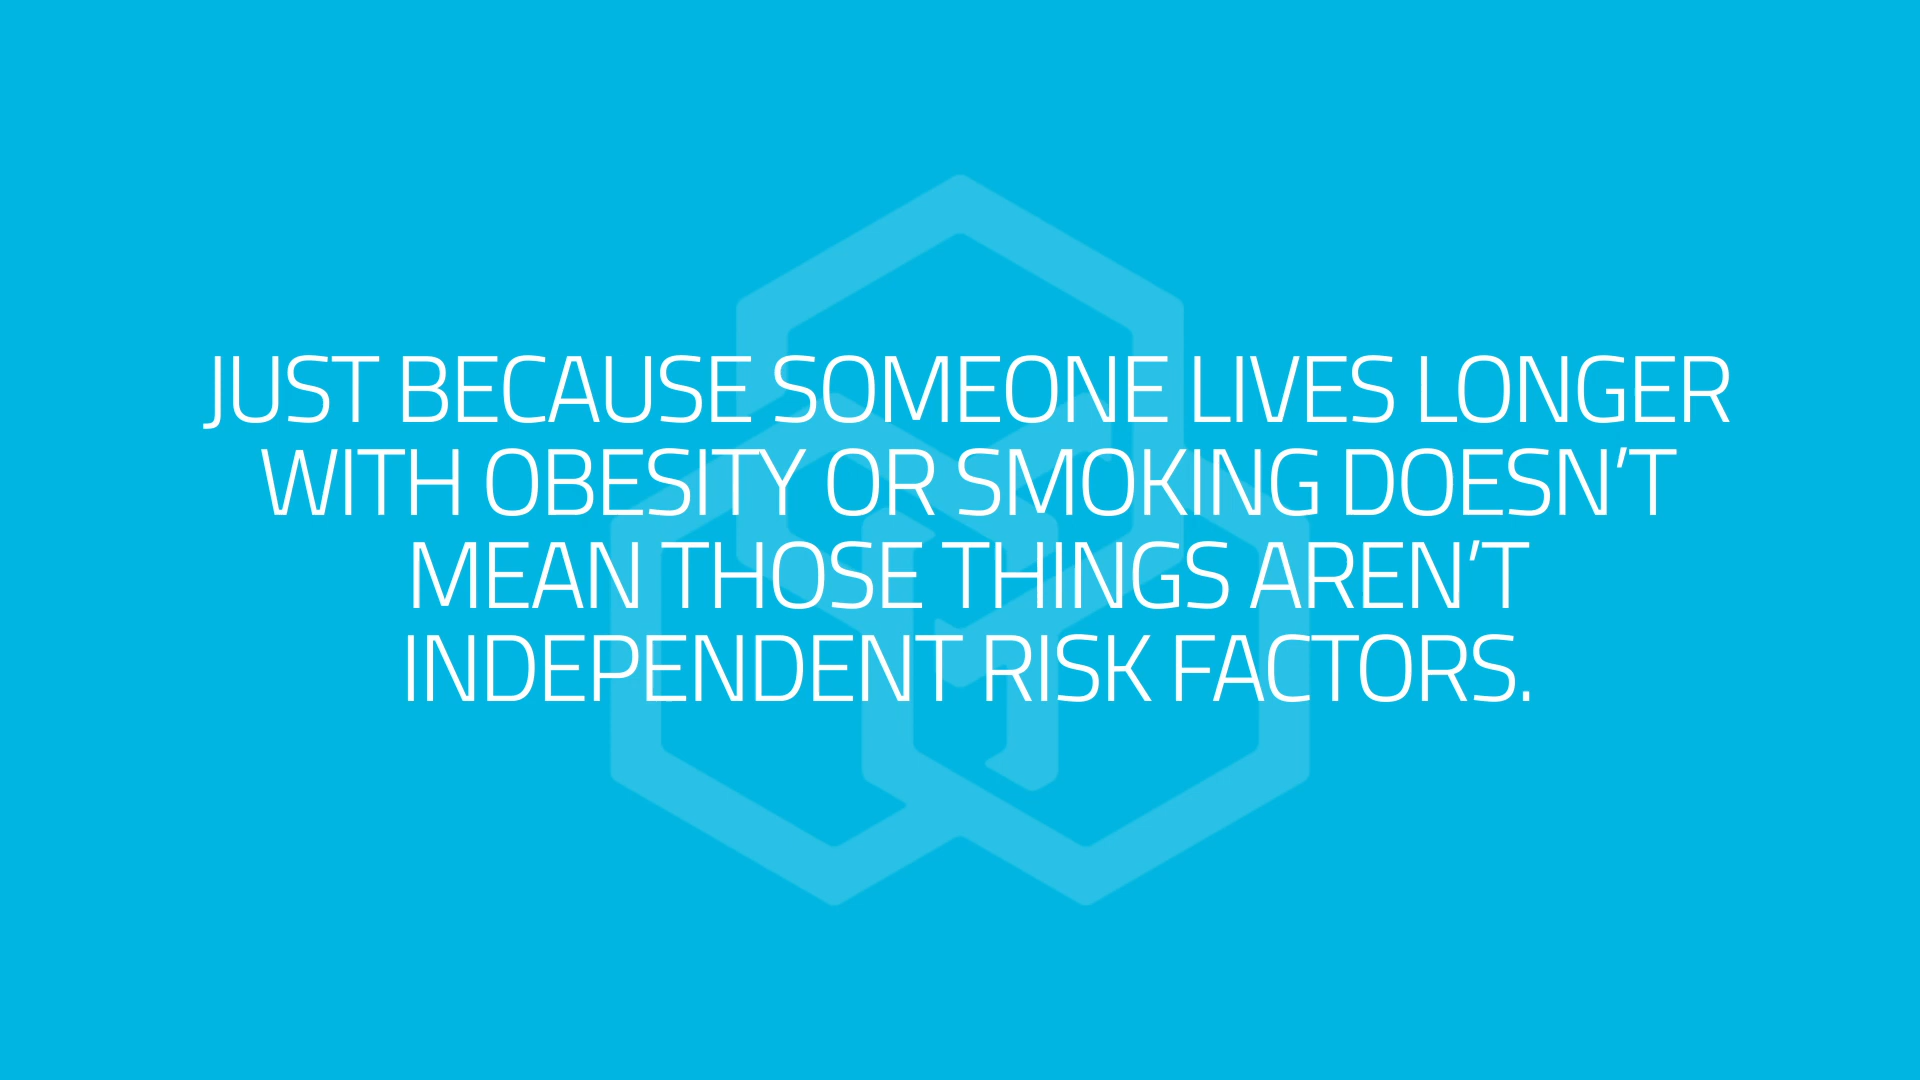 JUST BECAUSE SOMEONE LIVES LONGER
WITH OBESITY OR SMOKING DOESN’T
MEAN THOSE THINGS AREN’T
INDEPENDENT RISK FACTORS.